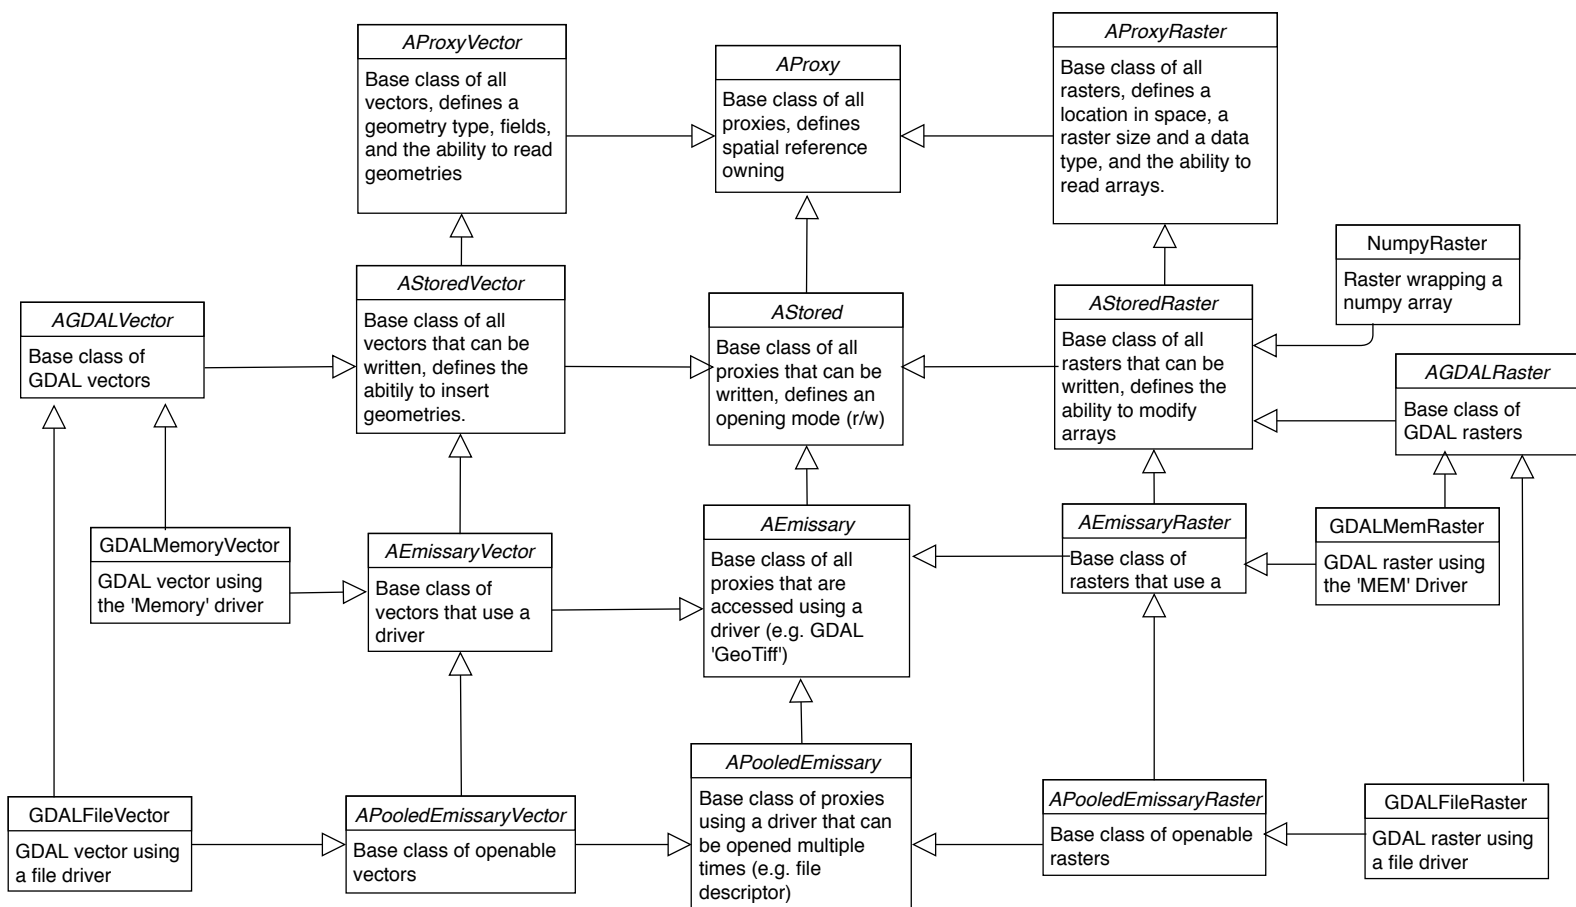 AProxyVector
Base class of all
vectors, defines a
geometry type, fields,
and the ability to read
geometries
AProxy
Base class of all
proxies, defines
spatial reference
owning
AProxyRaster
Base class of all
rasters, defines a
location in space, a
raster size and a data
type, and the ability to
read arrays.
NumpyRaster
Raster wrapping a
numpy array
AGDALVector
Base class of
GDAL vectors
AStoredVector
Base class of all
vectors that can be
written, defines the
abitily to insert
geometries.
AStored
Base class of all
proxies that can be
written, defines an
opening mode (r/w)
AStoredRaster
Base class of all
rasters that can be
written, defines the
ability to modify
arrays
AGDALRaster
Base class of
GDAL rasters
GDALMemoryVector
GDAL vector using
the 'Memory' driver
AEmissaryVector
Base class of
vectors that use a
driver
AEmissary
Base class of all
proxies that are
accessed using a
driver (e.g. GDAL
'GeoTiff')
AEmissaryRaster
Base class of
rasters that use a
GDALMemRaster
GDAL raster using
the 'MEM' Driver
GDALFileVector
GDAL vector using
a file driver
APooledEmissaryVector
Base class of openable
vectors
APooledEmissary
Base class of proxies
using a driver that can
be opened multiple
times (e.g. file
descriptor)
APooledEmissaryRaster
Base class of openable
rasters
GDALFileRaster
GDAL raster using
a file driver